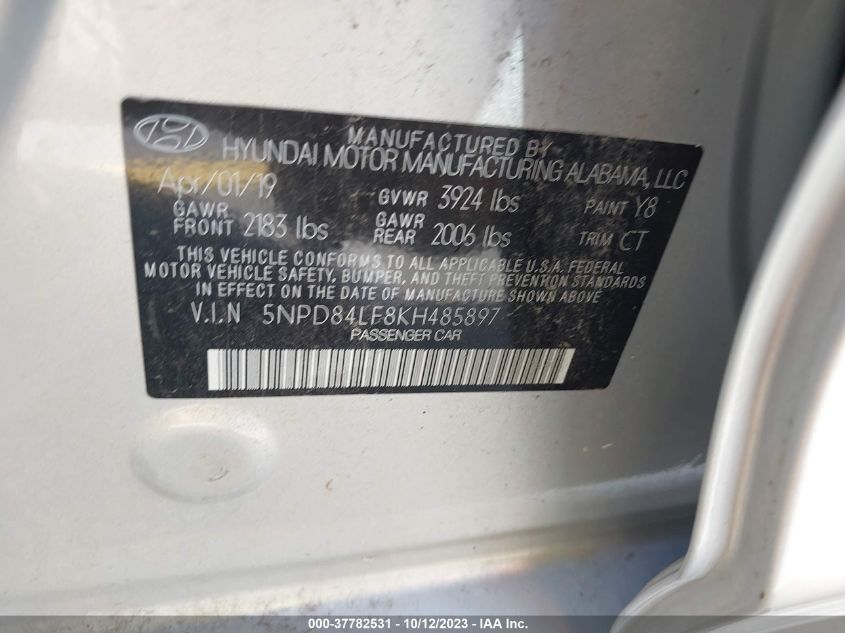 MANUFACTURED BY
HYUNDAI MOTOR MANUFACTURING ALABAMA, LLC
Apr/01/19 GVWR 3924 lbs PAINT Y8
GAWR FRONT 2183 lbs GAWR REAR 2006 lbs TRIM CT
THIS VEHICLE CONFORMS TO ALL APPLICABLE U.S.A. FEDERAL
MOTOR VEHICLE SAFETY, BUMPER, AND THEFT PREVENTION STANDARDS
IN EFFECT ON THE DATE OF MANUFACTURE SHOWN ABOVE.
V.I.N 5NPD84LF8KH485897
PASSENGER CAR
000-37782531 - 10/12/2023 - IAA Inc.